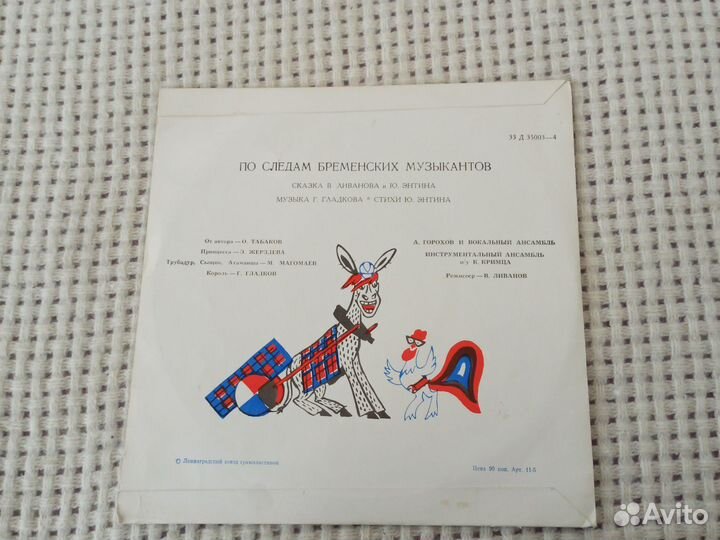 33 Д 35003—4
ПО СЛЕДАМ БРЕМЕНСКИХ МУЗЫКАНТОВ
СКАЗКА В. ЛИВАНОВА и Ю. ЭНТИНА
МУЗЫКА Г. ГЛАДКОВА * СТИХИ Ю. ЭНТИНА
От автора — О. ТАБАКОВ
Принцесса — Э. ЖЕРЗДЕВА
Трубадур, Сыщик, Атаманша — М. МАГОМАЕВ
Король — Г. ГЛАДКОВ
А. ГОРОХОВ И ВОКАЛЬНЫЙ АНСАМБЛЬ
ИНСТРУМЕНТАЛЬНЫЙ АНСАМБЛЬ
п/у К. КРИМЦА
Режиссер — В. ЛИВАНОВ
© Ленинградский завод грампластинок
Цена 90 коп. Арт. 11-5
Avito